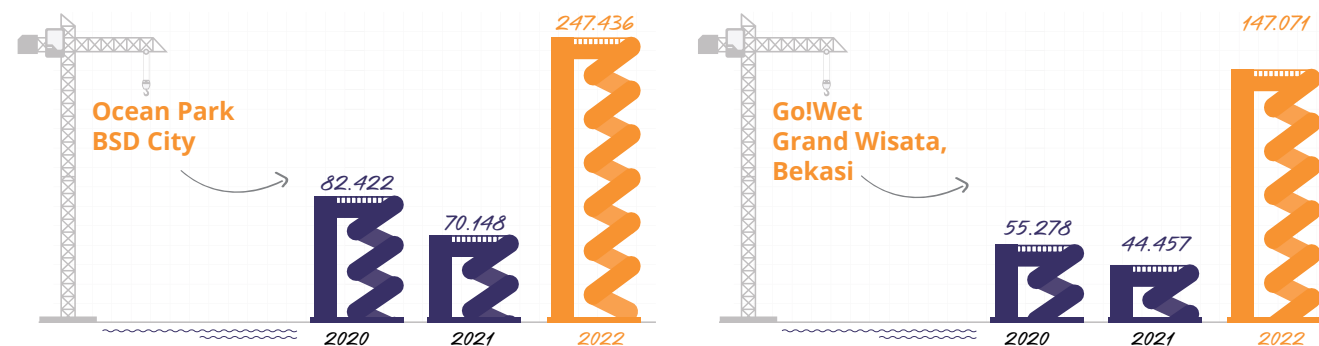 247.436
Ocean Park
BSD City
82.422
70.148
2020
2021
2022
147.071
Go!Wet
Grand Wisata,
Bekasi
55.278
44.457
2020
2021
2022